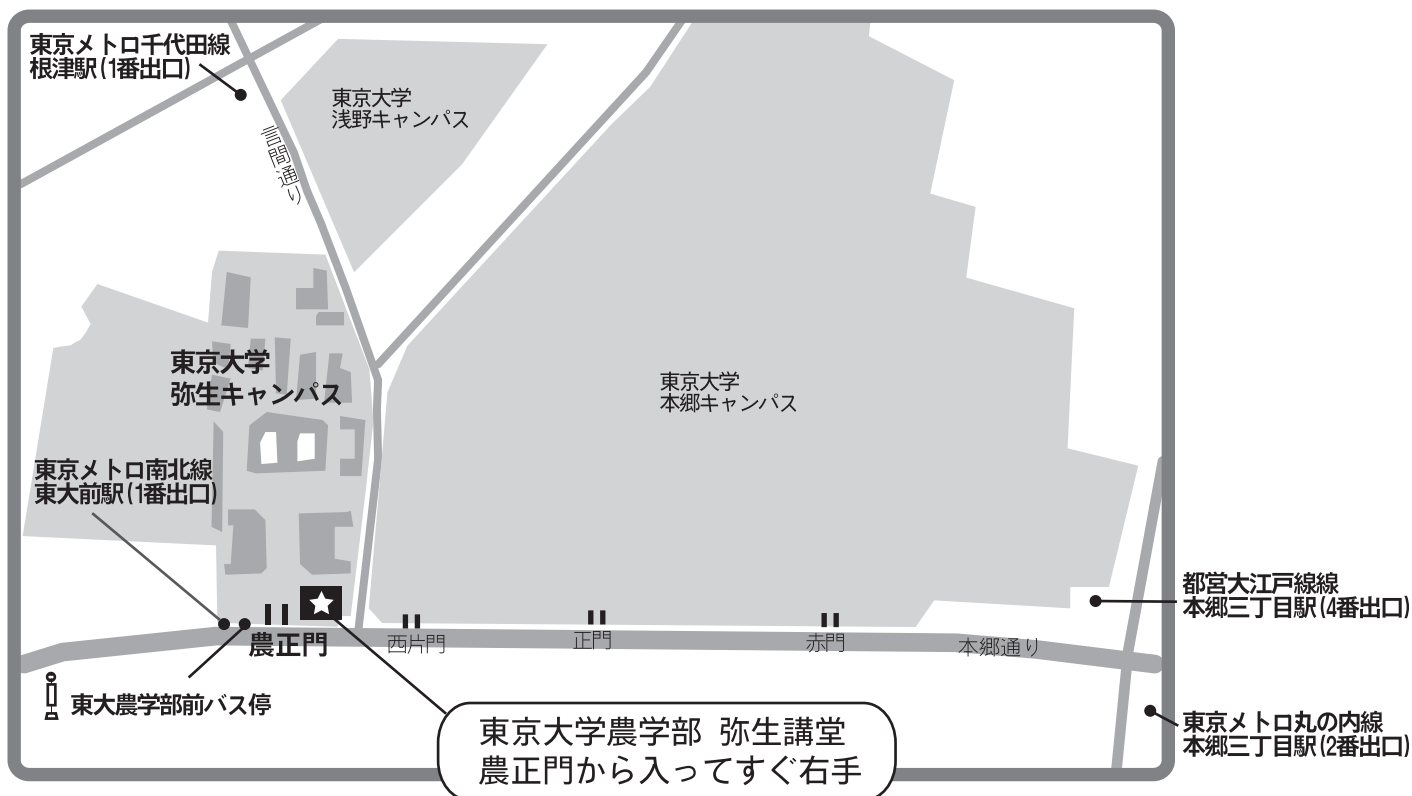 東京メトロ千代田線
根津駅(1番出口)
東京大学
浅野キャンパス
言問通り
東京大学
弥生キャンパス
東京大学
本郷キャンパス
東京メトロ南北線
東大前駅(1番出口)
都営大江戸線線
本郷三丁目駅(4番出口)
農正門
西片門
正門
赤門
本郷通り
東大農学部前バス停
東京メトロ丸の内線
本郷三丁目駅(2番出口)
東京大学農学部 弥生講堂
農正門から入ってすぐ右手